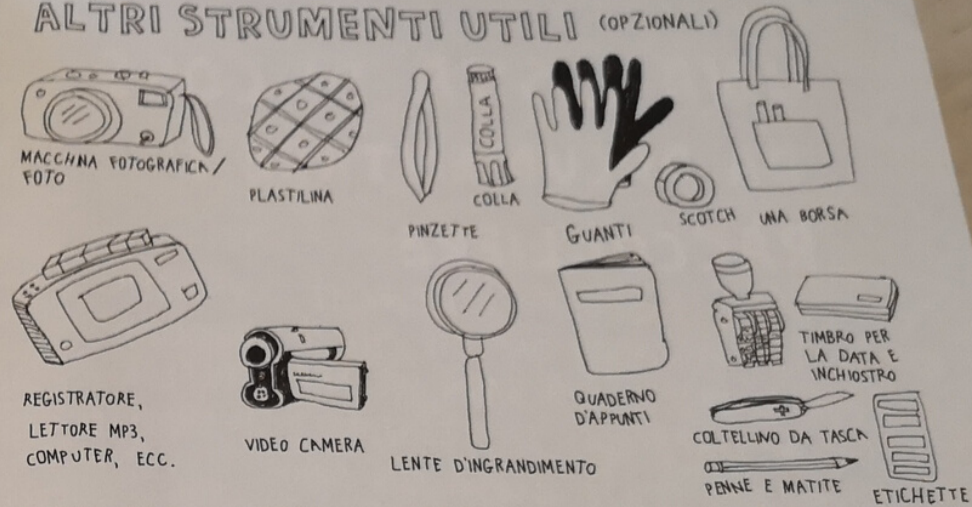 ALTRI STRUMENTI UTILI (OPZIONALI)
MACCHINA FOTOGRAFICA/
FOTO
PLASTILINA
PINZETTE
COLLA
COLLA
GUANTI
SCOTCH
UNA BORSA
REGISTRATORE,
LETTORE MP3,
COMPUTER, ECC.
VIDEO CAMERA
LENTE D'INGRANDIMENTO
QUADERNO
D'APPUNTI
TIMBRO PER
LA DATA E
INCHIOSTRO
COLTELLINO DA TASCA
PENNE E MATITE
ETICHETTE